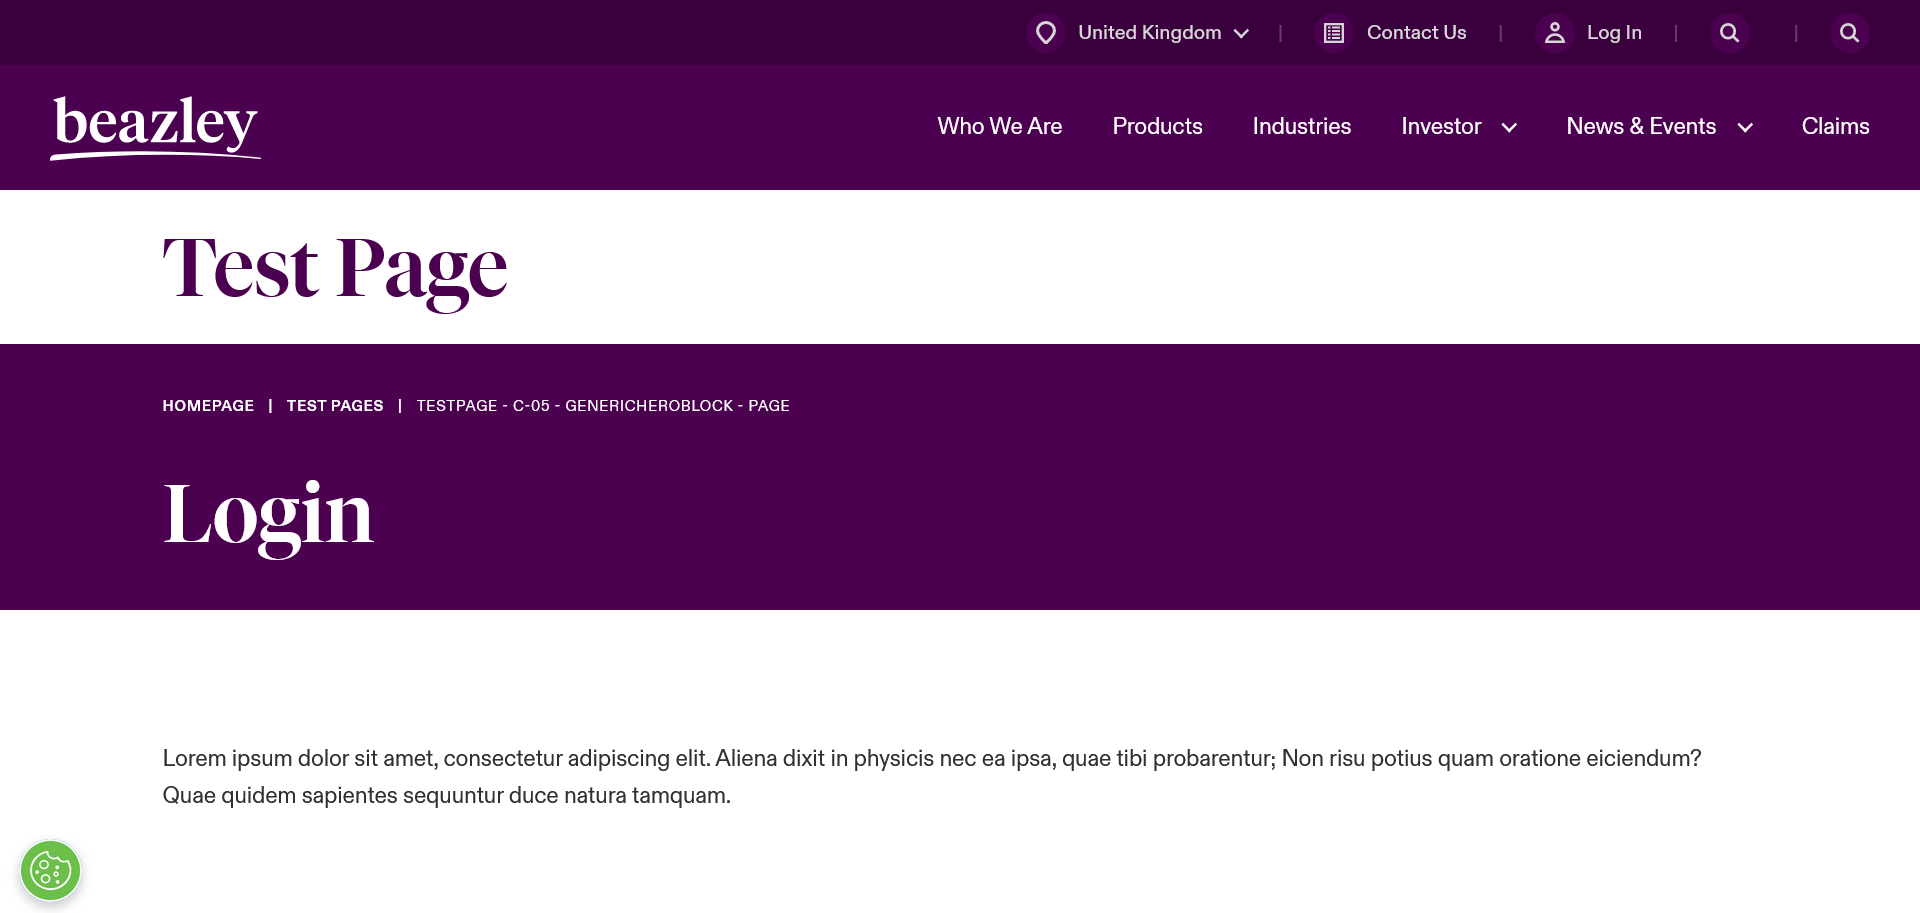 United Kingdom | Contact Us | Log In | |
beazley
Who We Are Products Industries Investor News & Events Claims
Test Page
HOMEPAGE | TEST PAGES | TESTPAGE - C-05 - GENERICHEROBLOCK - PAGE
Login
Lorem ipsum dolor sit amet, consectetur adipiscing elit. Aliena dixit in physicis nec ea ipsa, quae tibi probarentur; Non risu potius quam oratione eiciendum?
Quae quidem sapientes sequuntur duce natura tamquam.